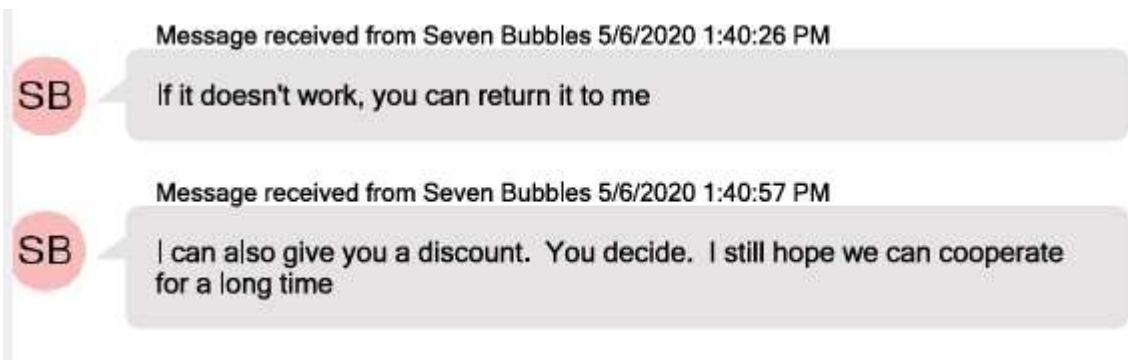 Message received from Seven Bubbles 5/6/2020 1:40:26 PM
SB
If it doesn't work, you can return it to me
Message received from Seven Bubbles 5/6/2020 1:40:57 PM
SB
I can also give you a discount.  You decide.  I still hope we can cooperate
for a long time